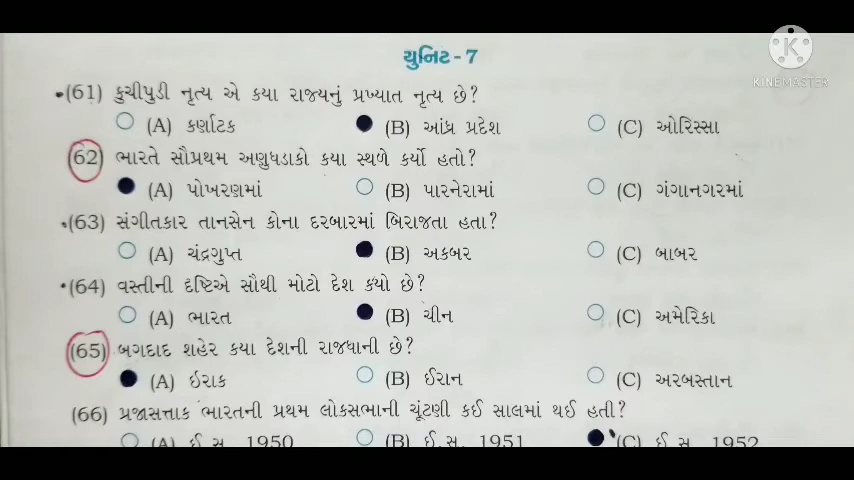 યુનિટ - 7
KINEMASTER
(61) કુચીપુડી નૃત્ય એ કયા રાજ્યનું પ્રખ્યાત નૃત્ય છે?
(A) કર્ણાટક (B) આંધ્ર પ્રદેશ (C) ઓરિસ્સા
(62) ભારતે સૌપ્રથમ અણુધડાકો કયા સ્થળે કર્યો હતો?
(A) પોખરણમાં (B) પારનેરામાં (C) ગંગાનગરમાં
(63) સંગીતકાર તાનસેન કોના દરબારમાં બિરાજતા હતા?
(A) ચંદ્રગુપ્ત (B) અકબર (C) બાબર
(64) વસ્તીની દૃષ્ટિએ સૌથી મોટો દેશ કયો છે?
(A) ભારત (B) ચીન (C) અમેરિકા
(65) બગદાદ શહેર કયા દેશની રાજધાની છે?
(A) ઇરાક (B) ઈરાન (C) અરબસ્તાન
(66) પ્રજાસત્તાક ભારતની પ્રથમ લોકસભાની ચૂંટણી કઈ સાલમાં થઈ હતી?
(A) ઈ.સ. 1950 (B) ઈ.સ. 1951 (C) ઈ.સ. 1952